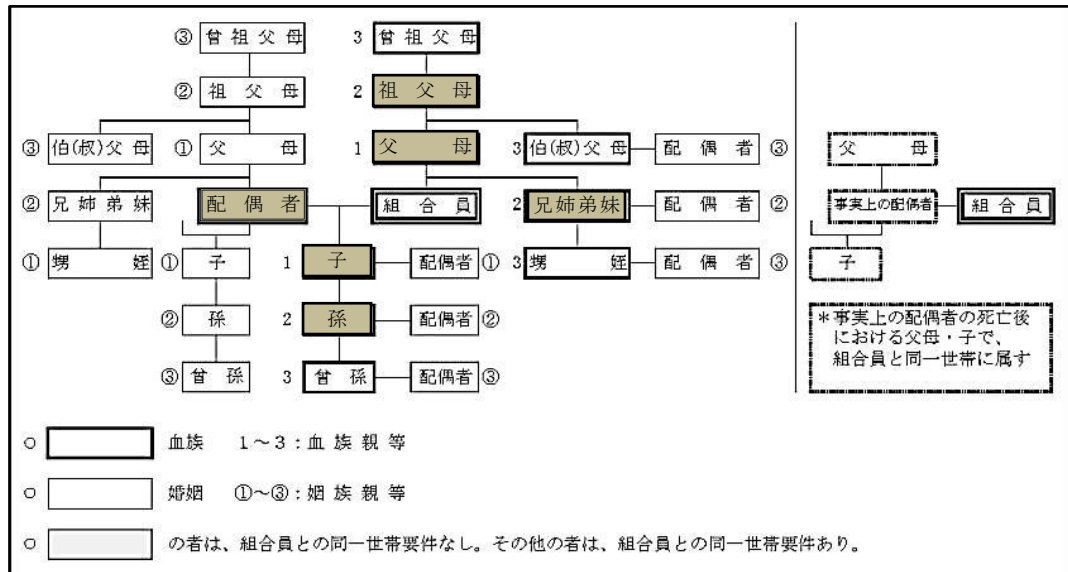 ③ 曾祖父母 3 曾祖父母
② 祖父母 2 祖父母
③ 伯(叔)父母 ① 父母 1 父母 3 伯(叔)父母 配偶者 ③ 父母
② 兄姉弟妹 配偶者 組合員 2 兄姉弟妹 配偶者 ② 事実上の配偶者 組合員
① 甥姪 ① 子 1 子 配偶者 ① 3 甥姪 配偶者 ③ 子
② 孫 2 孫 配偶者 ②
③ 曾孫 3 曾孫 配偶者 ③
*事実上の配偶者の死亡後
における父母・子で、
組合員と同一世帯に属す
○ 血族 1~3:血族親等
○ 婚姻 ①~③:姻族親等
○ の者は、組合員との同一世帯要件なし。その他の者は、組合員との同一世帯要件あり。